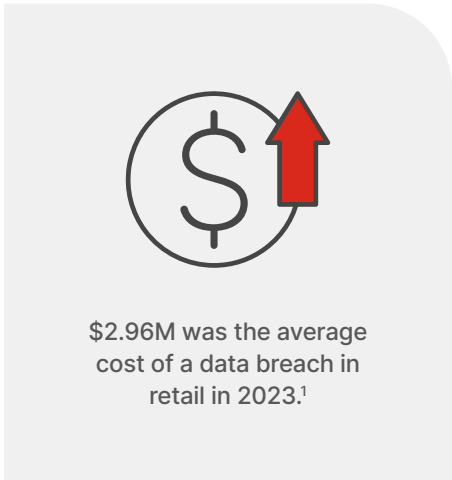 $2.96M was the average
cost of a data breach in
retail in 2023.¹